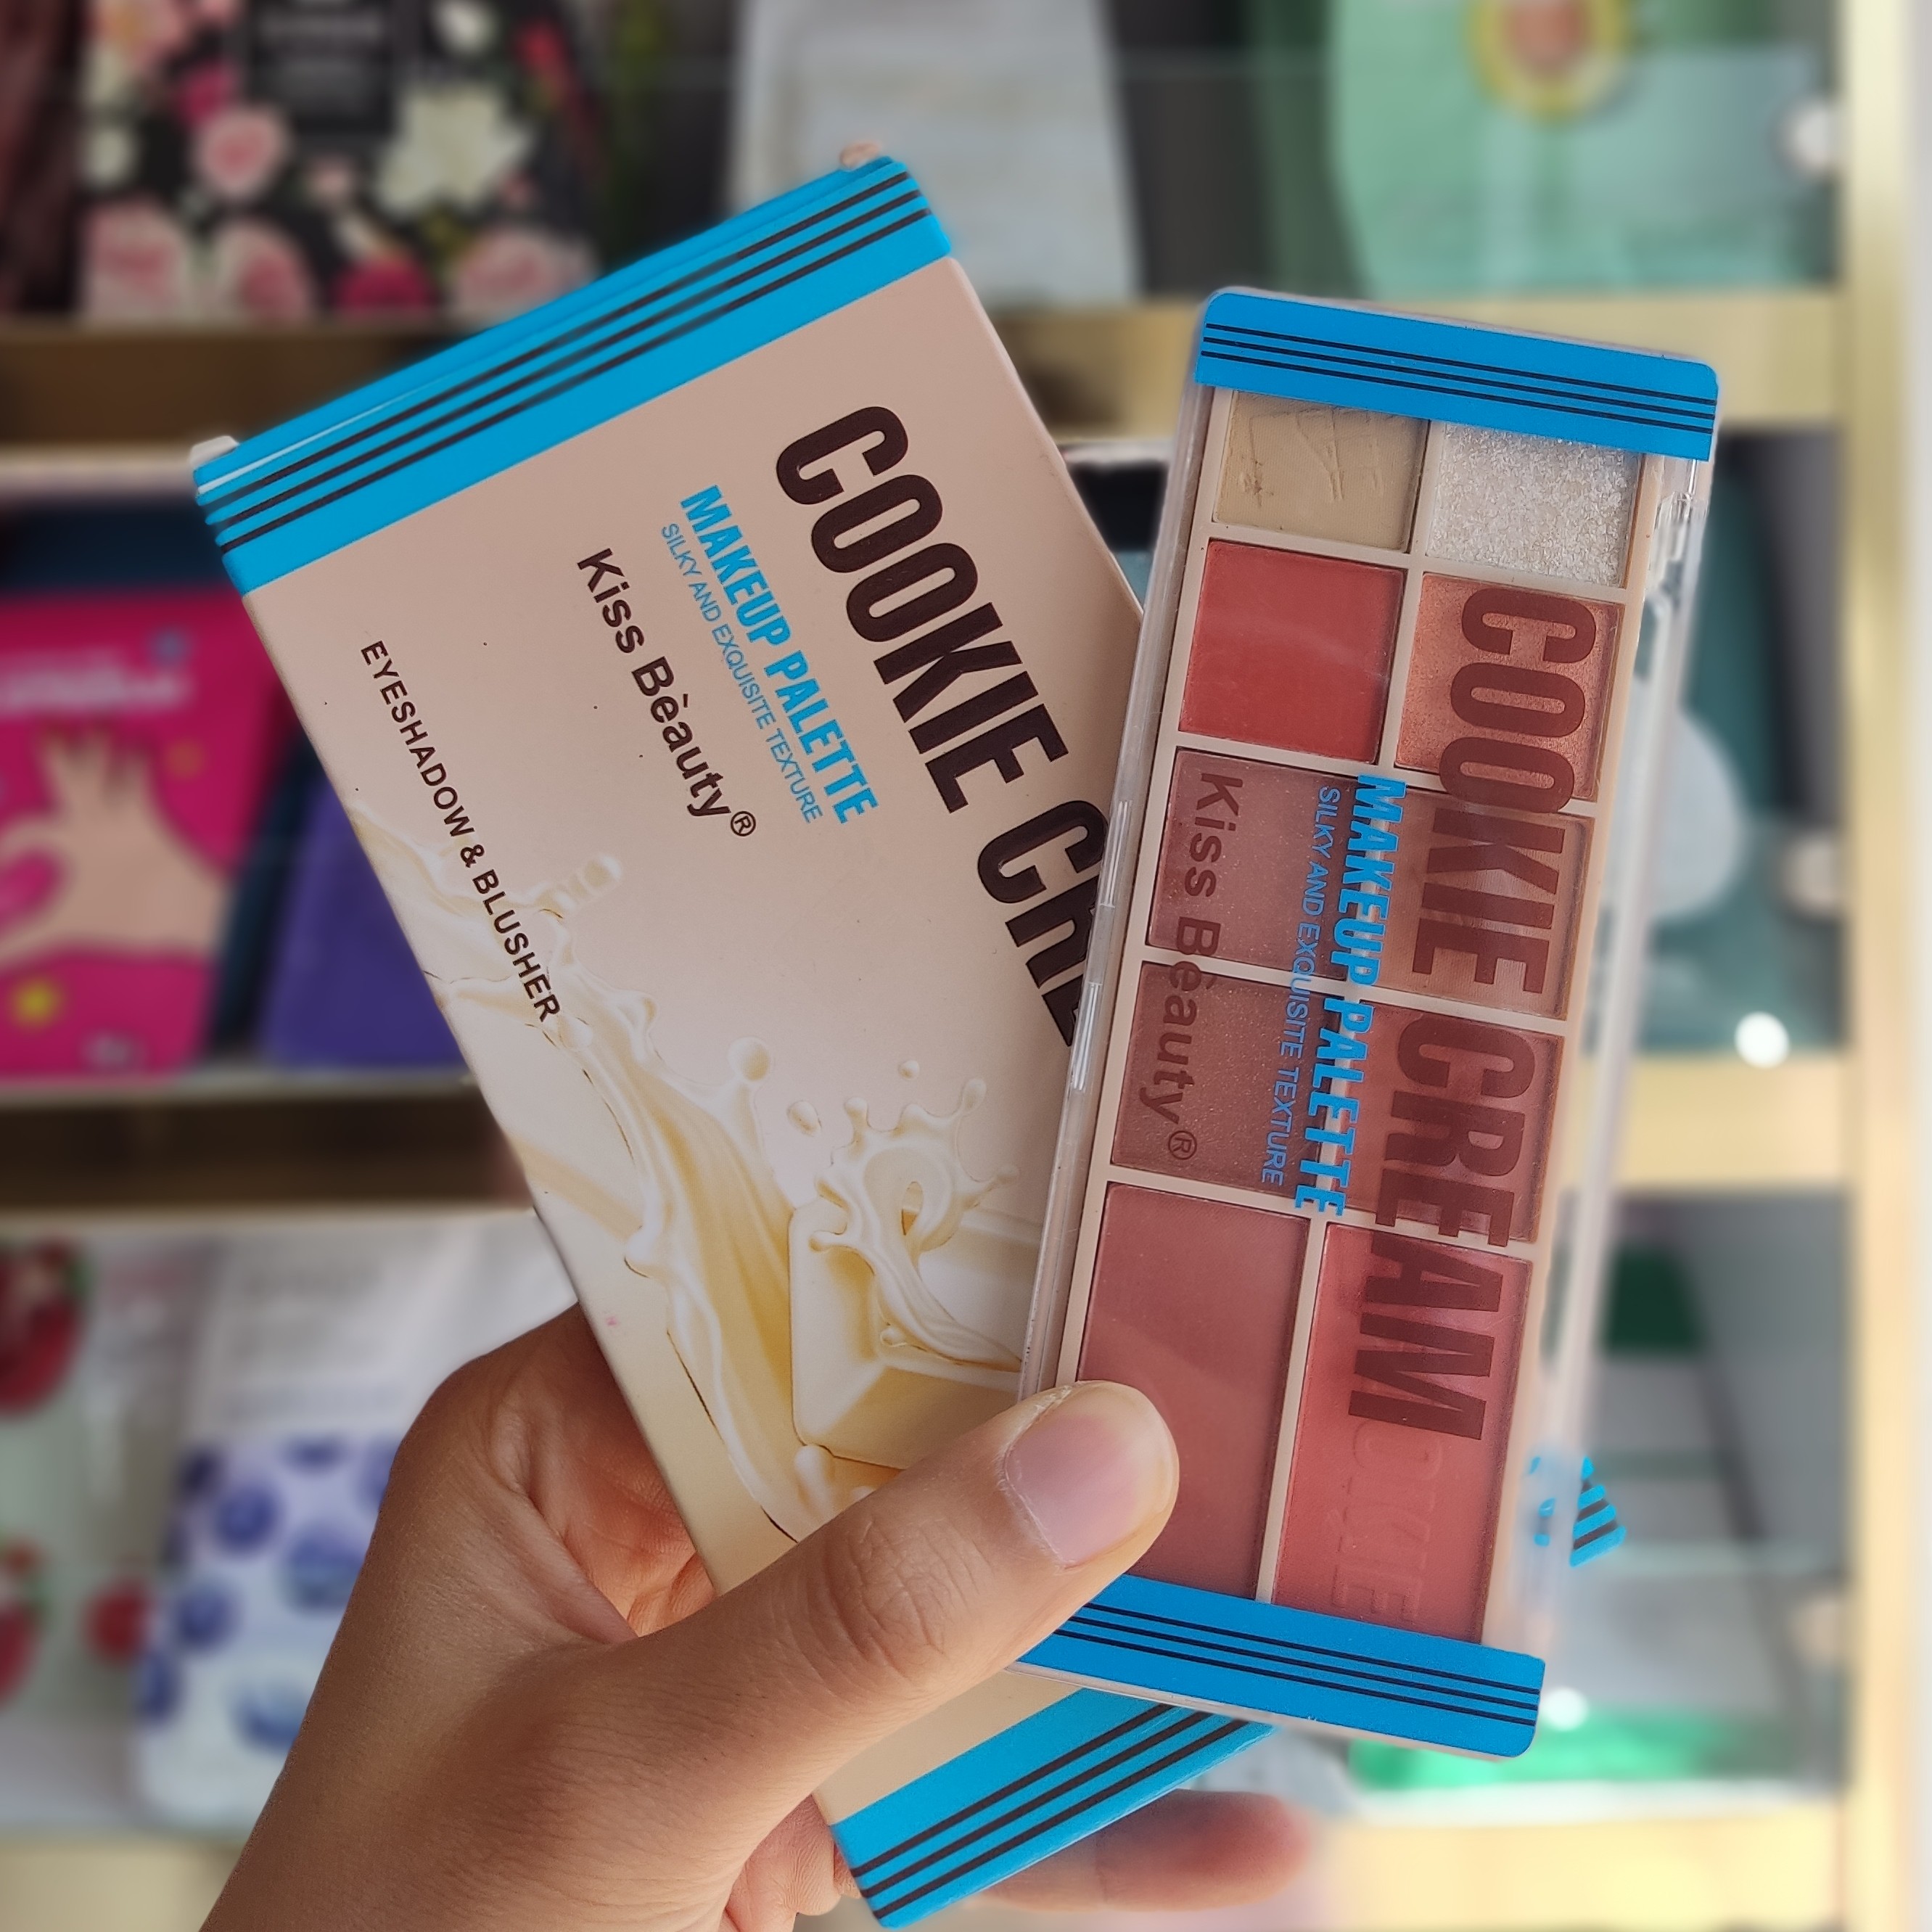 COOKIE CRE
MAKEUP PALETTE
SILKY AND EXQUISITE TEXTURE
Kiss Bèauty®
EYESHADOW & BLUSHER
COOKIE CREAM
MAKEUP PALETTE
SILKY AND EXQUISITE TEXTURE
Kiss Bèauty®